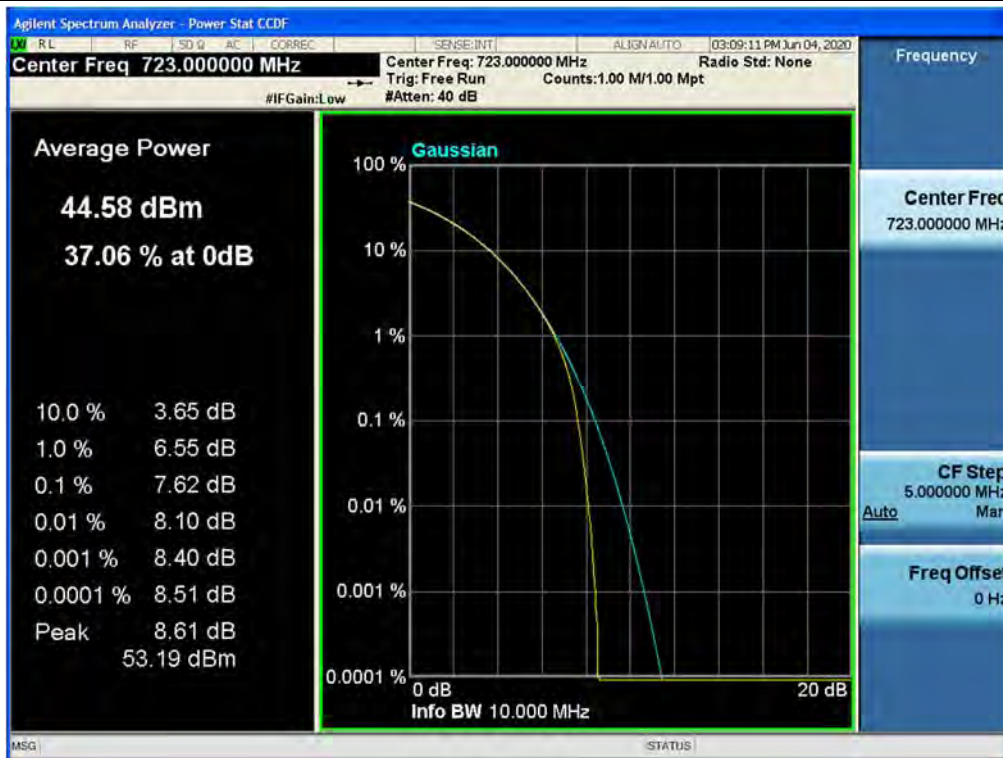 Agilent Spectrum Analyzer - Power Stat CCDF
LXI RL RF 50 Ω AC CORREC SENSE:INT ALIGN AUTO 03:09:11 PM Jun 04, 2020
Center Freq 723.000000 MHz
Center Freq: 723.000000 MHz Radio Std: None
Trig: Free Run Counts:1.00 M/1.00 Mpt
#IFGain:Low #Atten: 40 dB
Average Power
44.58 dBm
37.06 % at 0dB
10.0 % 3.65 dB
1.0 % 6.55 dB
0.1 % 7.62 dB
0.01 % 8.10 dB
0.001 % 8.40 dB
0.0001 % 8.51 dB
Peak 8.61 dB
53.19 dBm
Gaussian
100 %
10 %
1 %
0.1 %
0.01 %
0.001 %
0.0001 %
0 dB 20 dB
Info BW 10.000 MHz
Frequency
Center Freq
723.000000 MHz
CF Step
5.000000 MHz
Auto Man
Freq Offset
0 Hz
MSG STATUS